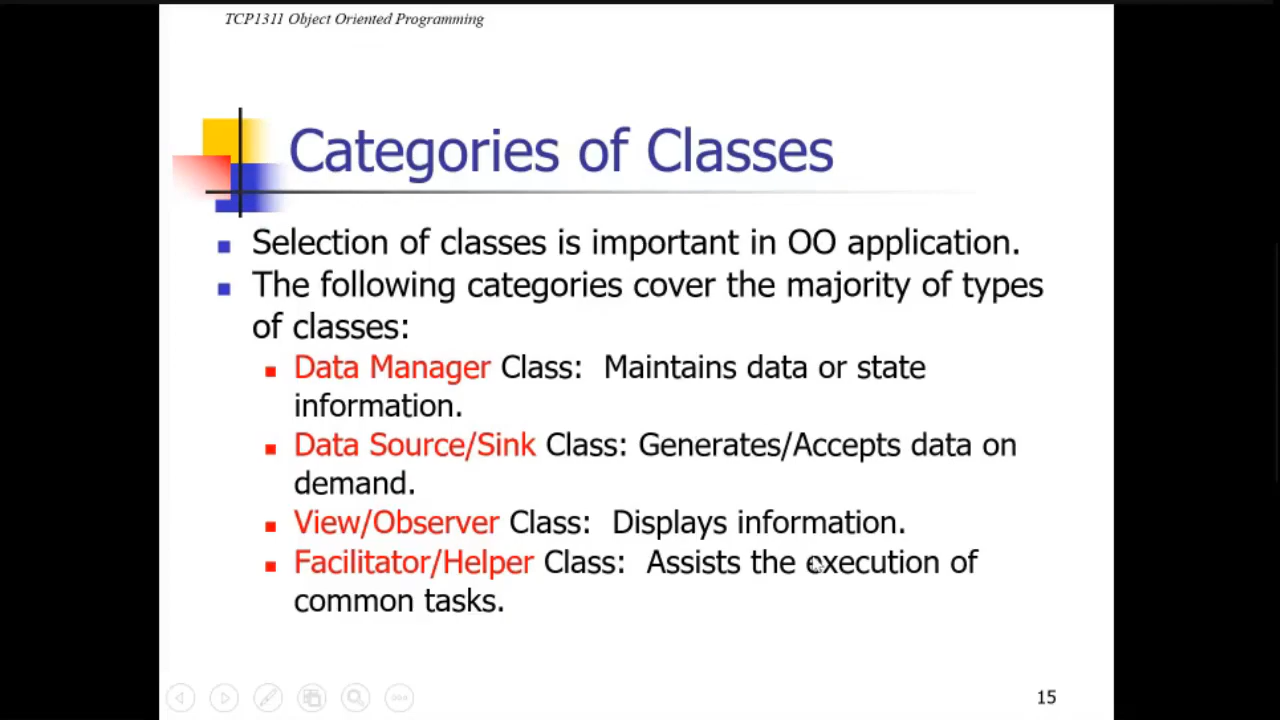 TCP1311 Object Oriented Programming
Categories of Classes
Selection of classes is important in OO application.
The following categories cover the majority of types
of classes:
Data Manager Class: Maintains data or state
information.
Data Source/Sink Class: Generates/Accepts data on
demand.
View/Observer Class: Displays information.
Facilitator/Helper Class: Assists the execution of
common tasks.
15